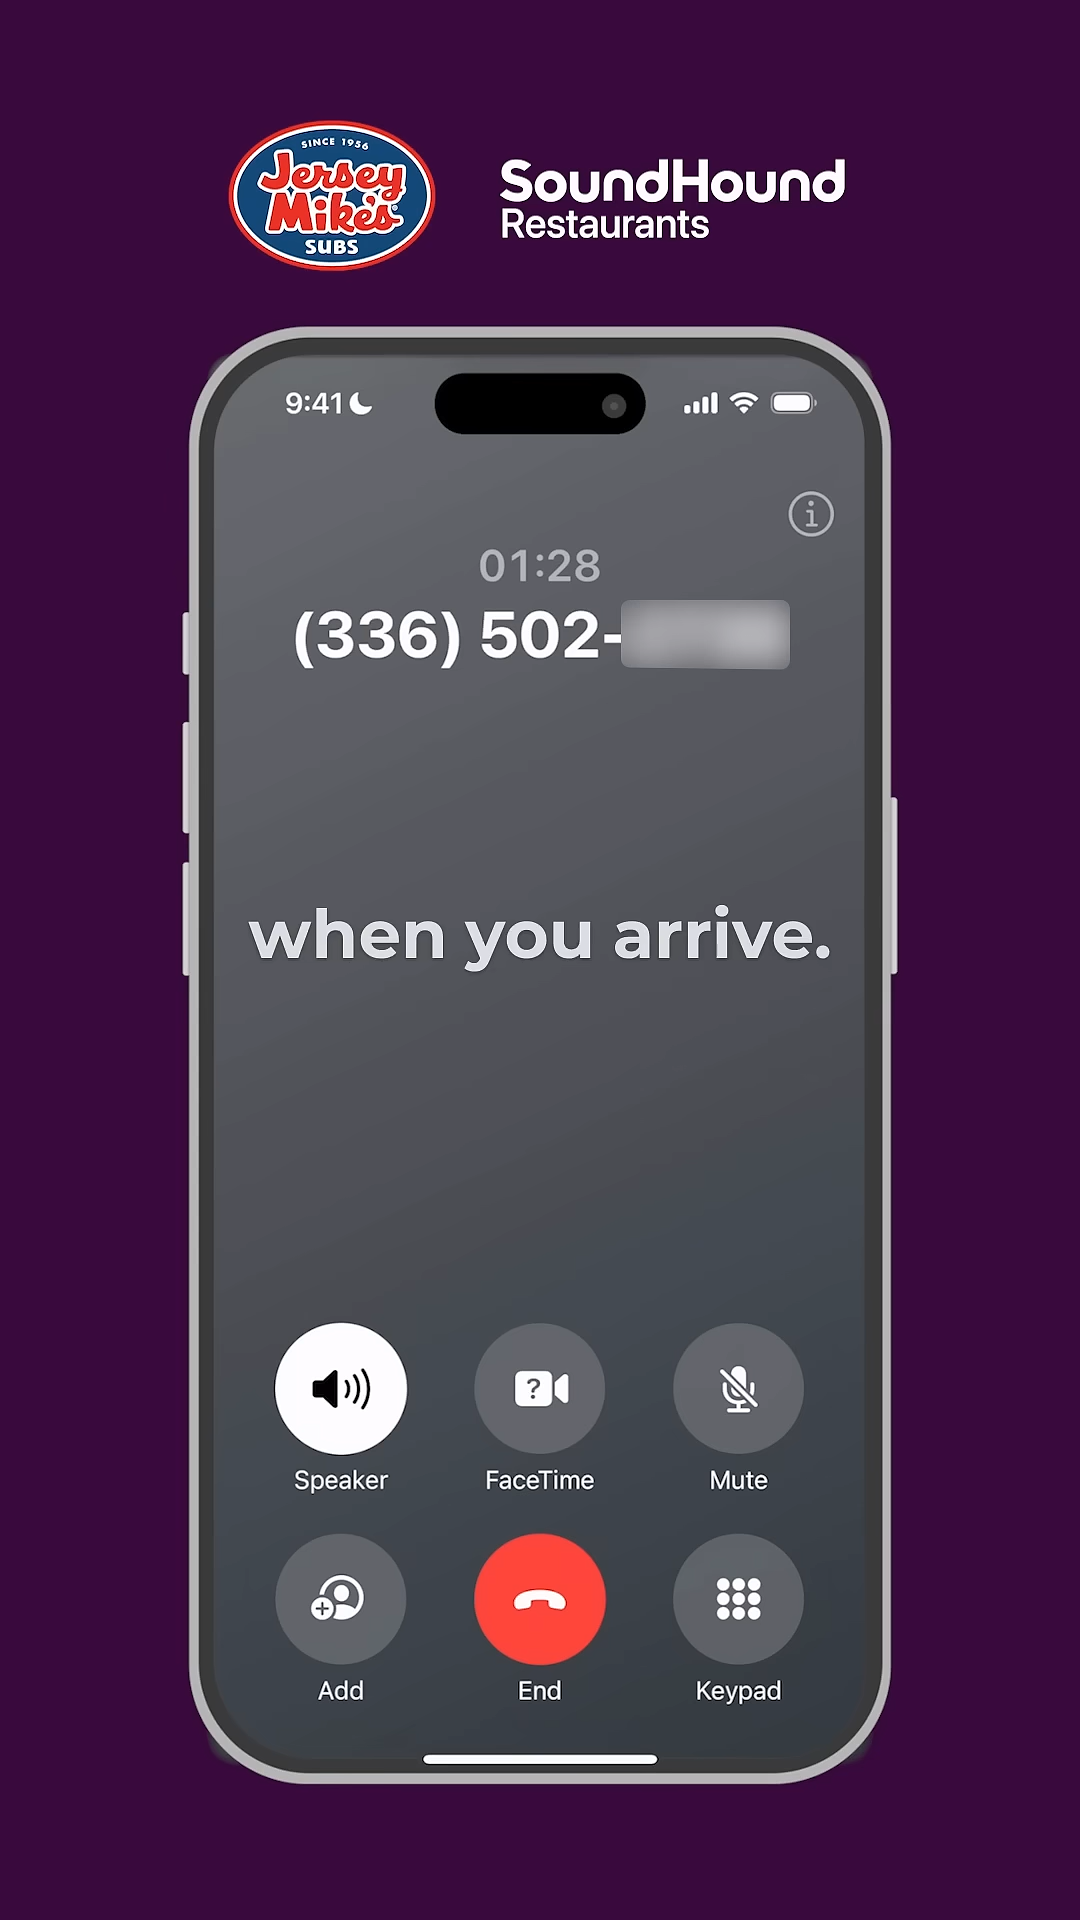 SINCE 1956
Jersey
Mike's
SUBS
SoundHound
Restaurants
9:41
01:28
(336) 502-
when you arrive.
Speaker
FaceTime
Mute
Add
End
Keypad